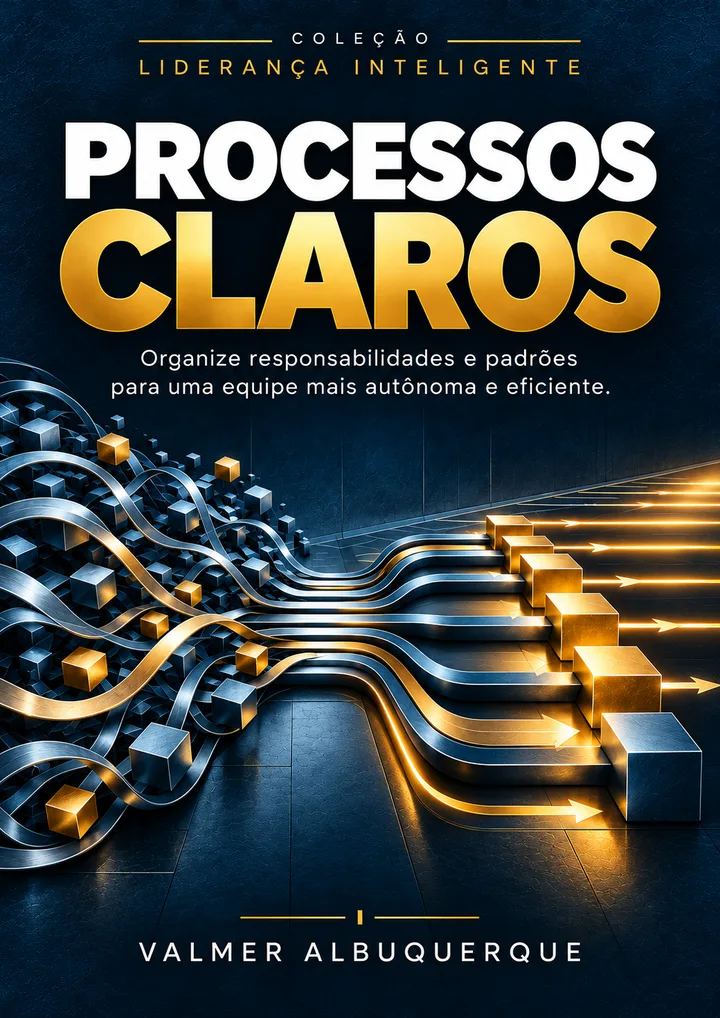 COLEÇÃO
LIDERANÇA INTELIGENTE
PROCESSOS
CLAROS
Organize responsabilidades e padrões
para uma equipe mais autônoma e eficiente.
VALMER ALBUQUERQUE